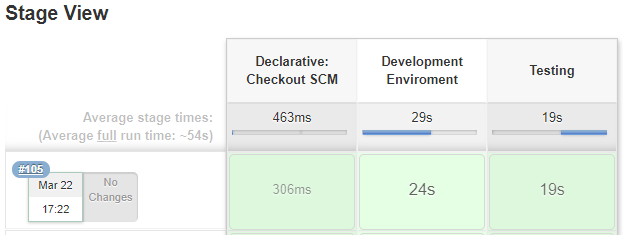 Stage View
Declarative:
Checkout SCM
Development
Enviroment
Testing
Average stage times:
(Average full run time: ~54s)
463ms
29s
19s
#105
Mar 22
17:22
No
Changes
306ms
24s
19s